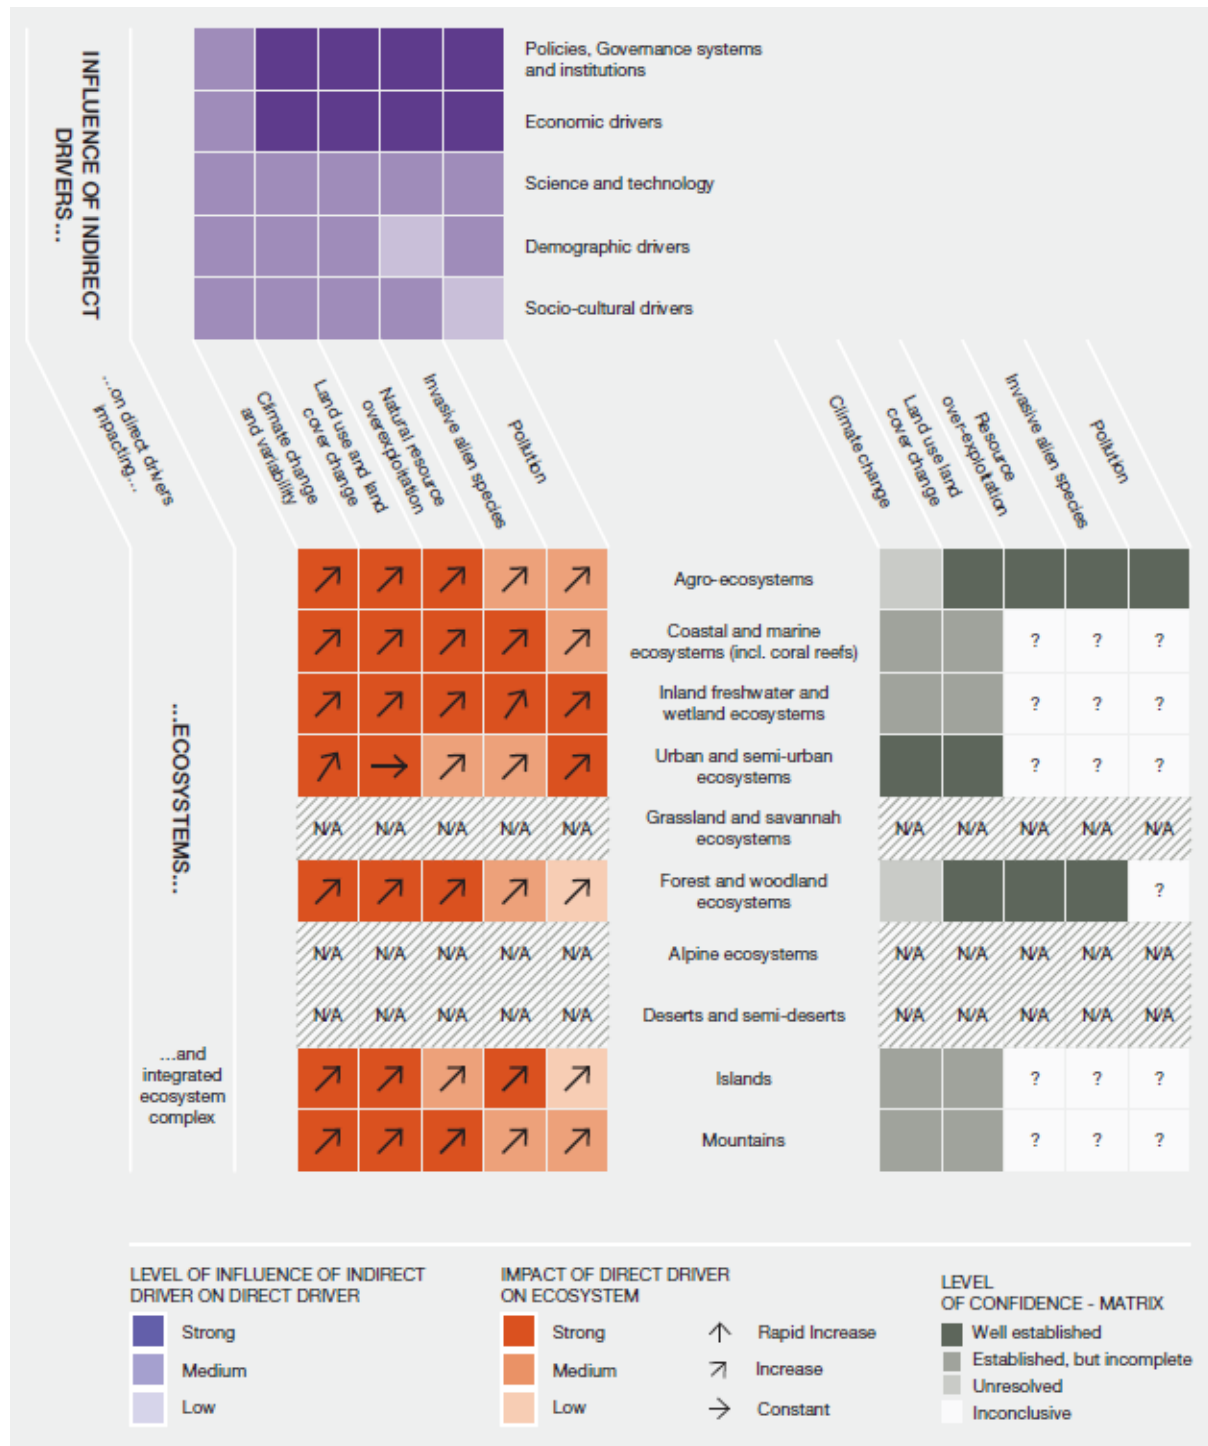 INFLUENCE OF INDIRECT
DRIVERS...
Policies, Governance systems
and institutions
Economic drivers
Science and technology
Demographic drivers
Socio-cultural drivers
...on direct drivers
impacting...
Climate change
and variability
Land use and land
cover change
Natural resource
overexploitation
Invasive alien species
Pollution
Climate change
Land use land
cover change
Resource
over-exploitation
Invasive alien species
Pollution
...ECOSYSTEMS...
Agro-ecosystems
Coastal and marine
ecosystems (incl. coral reefs)
? ? ?
Inland freshwater and
wetland ecosystems
? ? ?
Urban and semi-urban
ecosystems
? ? ?
N/A N/A N/A N/A N/A
Grassland and savannah
ecosystems
N/A N/A N/A N/A N/A
Forest and woodland
ecosystems
?
N/A N/A N/A N/A N/A
Alpine ecosystems
N/A N/A N/A N/A N/A
N/A N/A N/A N/A N/A
Deserts and semi-deserts
N/A N/A N/A N/A N/A
...and
integrated
ecosystem
complex
Islands
? ? ?
Mountains
? ? ?
LEVEL OF INFLUENCE OF INDIRECT
DRIVER ON DIRECT DRIVER
Strong
Medium
Low
IMPACT OF DIRECT DRIVER
ON ECOSYSTEM
Strong
Medium
Low
Rapid Increase
Increase
Constant
LEVEL
OF CONFIDENCE - MATRIX
Well established
Established, but incomplete
Unresolved
Inconclusive